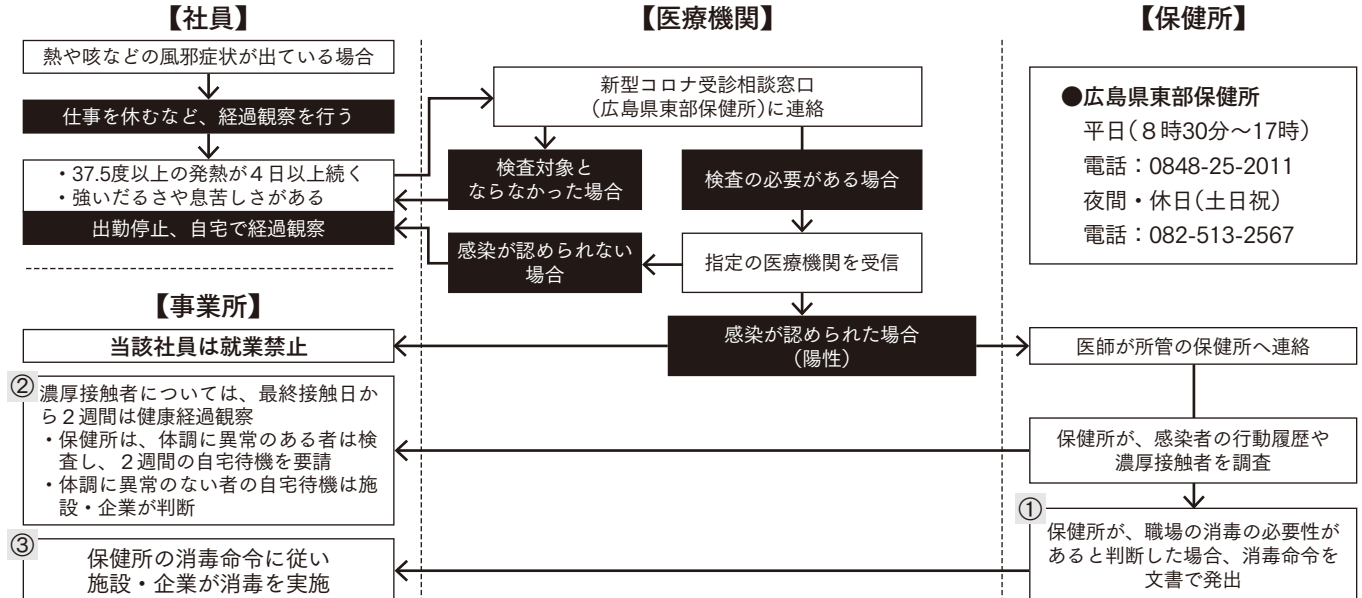 【社員】
熱や咳などの風邪症状が出ている場合
仕事を休むなど、経過観察を行う
・37.5度以上の発熱が4日以上続く
・強いだるさや息苦しさがある
出勤停止、自宅で経過観察
【事業所】
当該社員は就業禁止
②
濃厚接触者については、最終接触日か
ら2週間は健康経過観察
・保健所は、体調に異常のある者は検
査し、2週間の自宅待機を要請
・体調に異常のない者の自宅待機は施
設・企業が判断
③
保健所の消毒命令に従い
施設・企業が消毒を実施
【医療機関】
新型コロナ受診相談窓口
(広島県東部保健所)に連絡
検査対象と
ならなかった場合
検査の必要がある場合
感染が認められない
場合
指定の医療機関を受信
感染が認められた場合
(陽性)
【保健所】
●広島県東部保健所
平日(8時30分〜17時)
電話:0848-25-2011
夜間・休日(土日祝)
電話:082-513-2567
医師が所管の保健所へ連絡
保健所が、感染者の行動履歴や
濃厚接触者を調査
①
保健所が、職場の消毒の必要性が
あると判断した場合、消毒命令を
文書で発出